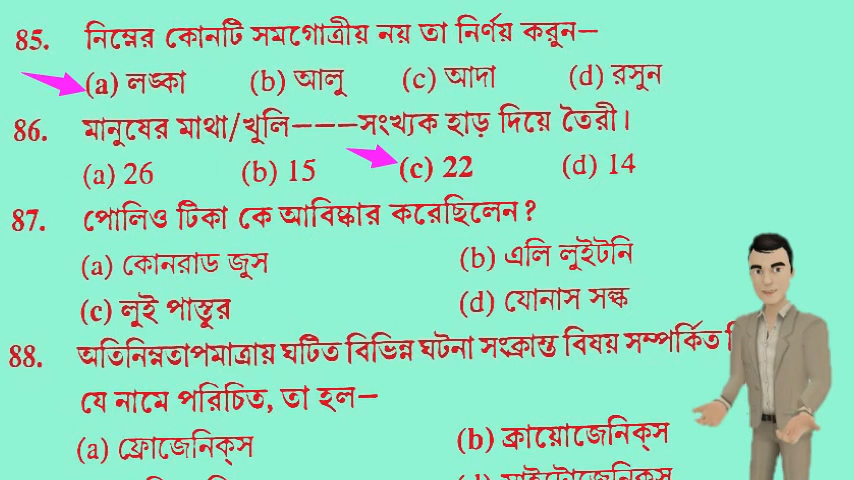 85. নিম্নের কোনটি সমগোত্রীয় নয় তা নির্ণয় করুন—
(a) লঙ্কা (b) আলু (c) আদা (d) রসুন
86. মানুষের মাথা/খুলি———সংখ্যক হাড় দিয়ে তৈরী।
(a) 26 (b) 15 (c) 22 (d) 14
87. পোলিও টিকা কে আবিষ্কার করেছিলেন?
(a) কোনরাড জুস (b) এলি লুইটনি
(c) লুই পাস্তুর (d) যোনাস সল্ক
88. অতিনিম্নতাপমাত্রায় ঘটিত বিভিন্ন ঘটনা সংক্রান্ত বিষয় সম্পর্কিত
যে নামে পরিচিত, তা হল—
(a) ফ্রোজেনিক্স (b) ক্রায়োজেনিক্স